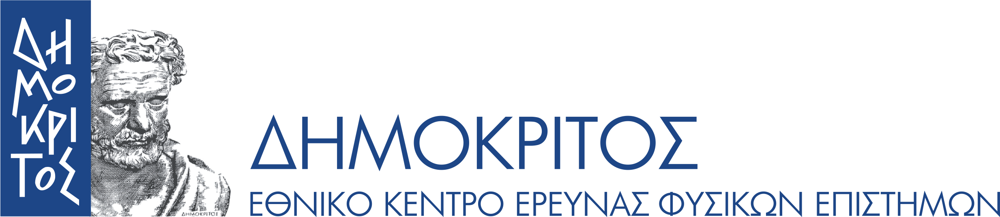 ΔΗ
ΜΟ
ΚΡΙ
ΤΟΣ
ΔΗΜΟΚΡΙΤΟΣ
ΔΗΜΟΚΡΙΤΟΣ
ΕΘΝΙΚΟ ΚΕΝΤΡΟ ΕΡΕΥΝΑΣ ΦΥΣΙΚΩΝ ΕΠΙΣΤΗΜΩΝ